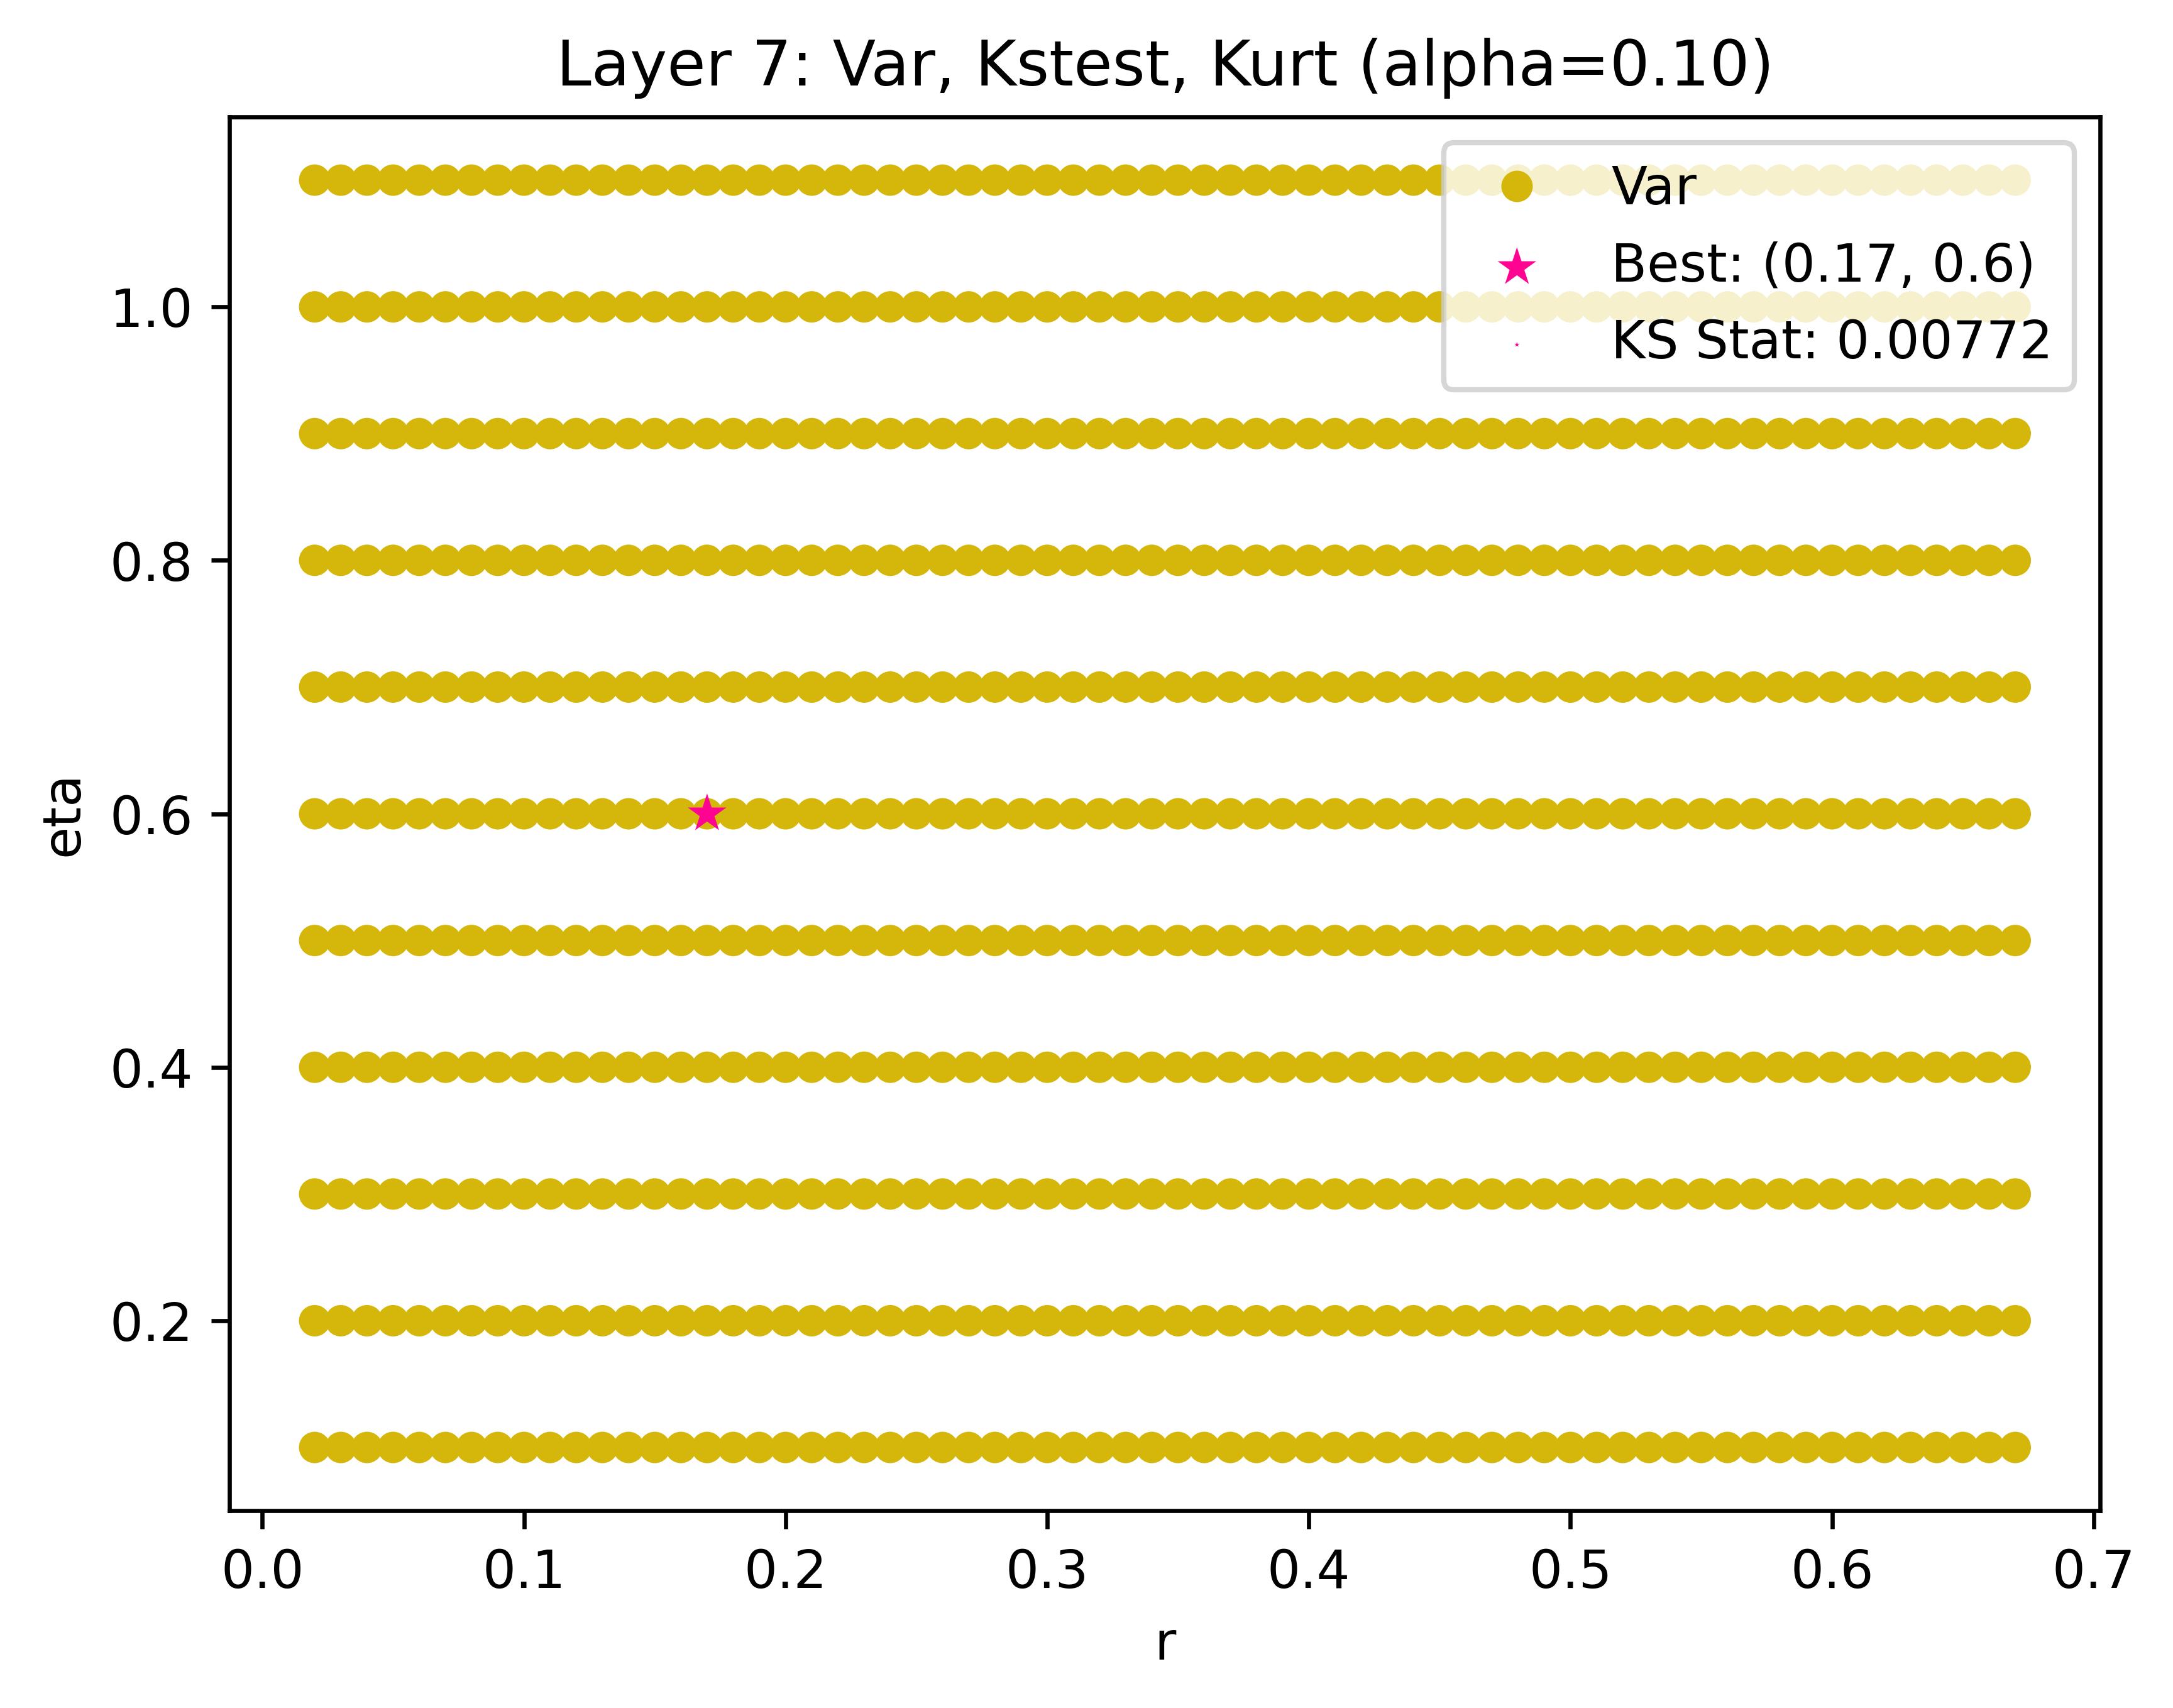 Layer 7: Var, Kstest, Kurt (alpha=0.10)
Var
Best: (0.17, 0.6)
KS Stat: 0.00772
eta
1.0
0.8
0.6
0.4
0.2
0.0 0.1 0.2 0.3 0.4 0.5 0.6 0.7
r